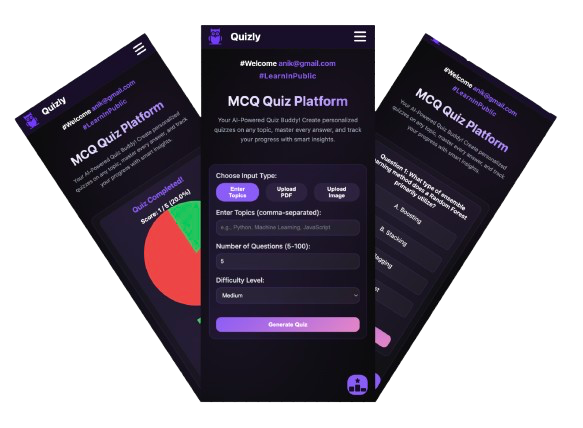 Quizly
#Welcome anik@gmail.com
#LearnInPublic
MCQ Quiz Platform
Your AI-Powered Quiz Buddy! Create personalized
quizzes on any topic, master every answer, and track
your progress with smart insights.
Quiz Completed!
Score: 1 / 5 (20.0%)
Quizly
#Welcome anik@gmail.com
#LearnInPublic
MCQ Quiz Platform
Your AI-Powered Quiz Buddy! Create personalized
quizzes on any topic, master every answer, and track
your progress with smart insights.
Choose Input Type:
Enter
Topics
Upload
PDF
Upload
Image
Enter Topics (comma-separated):
e.g., Python, Machine Learning, JavaScript
Number of Questions (5-100):
5
Difficulty Level:
Medium
Generate Quiz
#Welcome anik@gmail.com
#LearnInPublic
MCQ Quiz Platform
Your AI-Powered Quiz Buddy! Create personalized
quizzes on any topic, master every answer, and track
your progress with smart insights.
Question 1: What type of ensemble
method does a Random Forest
primarily utilize?
A. Boosting
B. Stacking